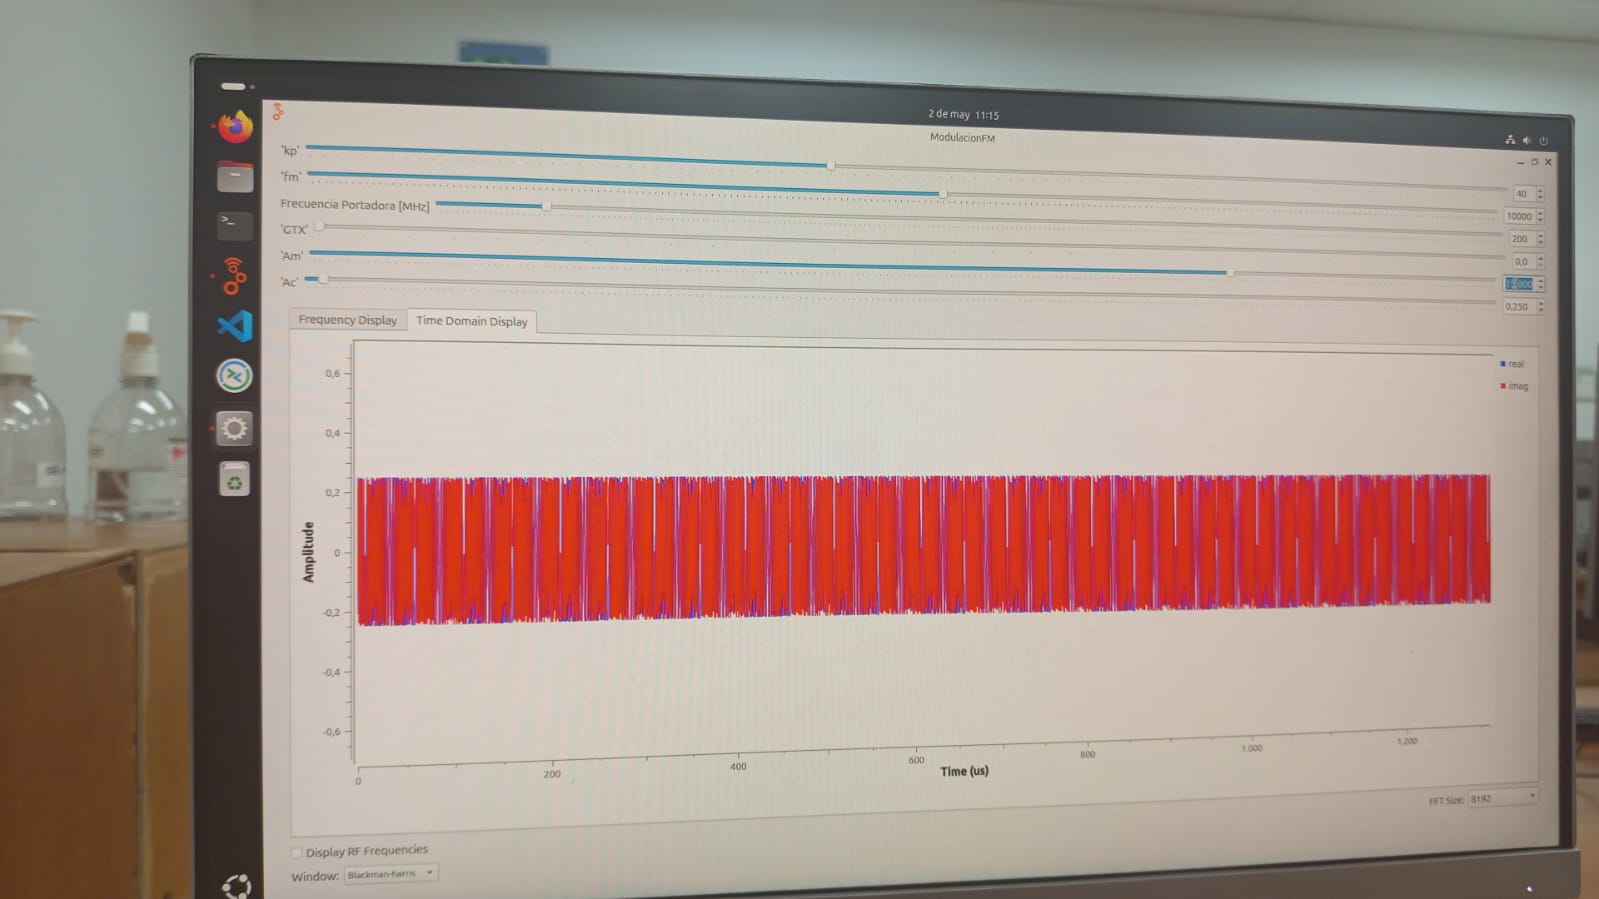 2 de may 11:15
ModulacionFM
'kp'
40
'fm'
10000
Frecuencia Portadora [MHz]
200
'GTX'
0,0
'Am'
15,000
'Ac'
0,250
Frequency Display
Time Domain Display
real
imag
0,6
0,4
0,2
0
-0,2
-0,4
-0,6
Amplitude
0
200
400
600
800
1.000
1.200
Time (us)
FFT Size: 8192
Display RF Frequencies
Window: Blackman-harris